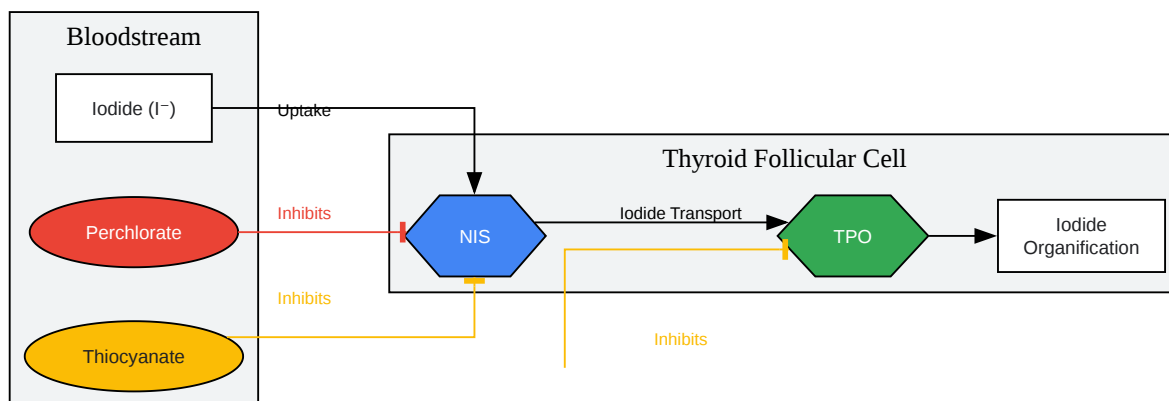 Bloodstream
Iodide (I⁻)
Uptake
Thyroid Follicular Cell
Perchlorate
Inhibits
NIS
Iodide Transport
TPO
Iodide
Organification
Inhibits
Thiocyanate
Inhibits